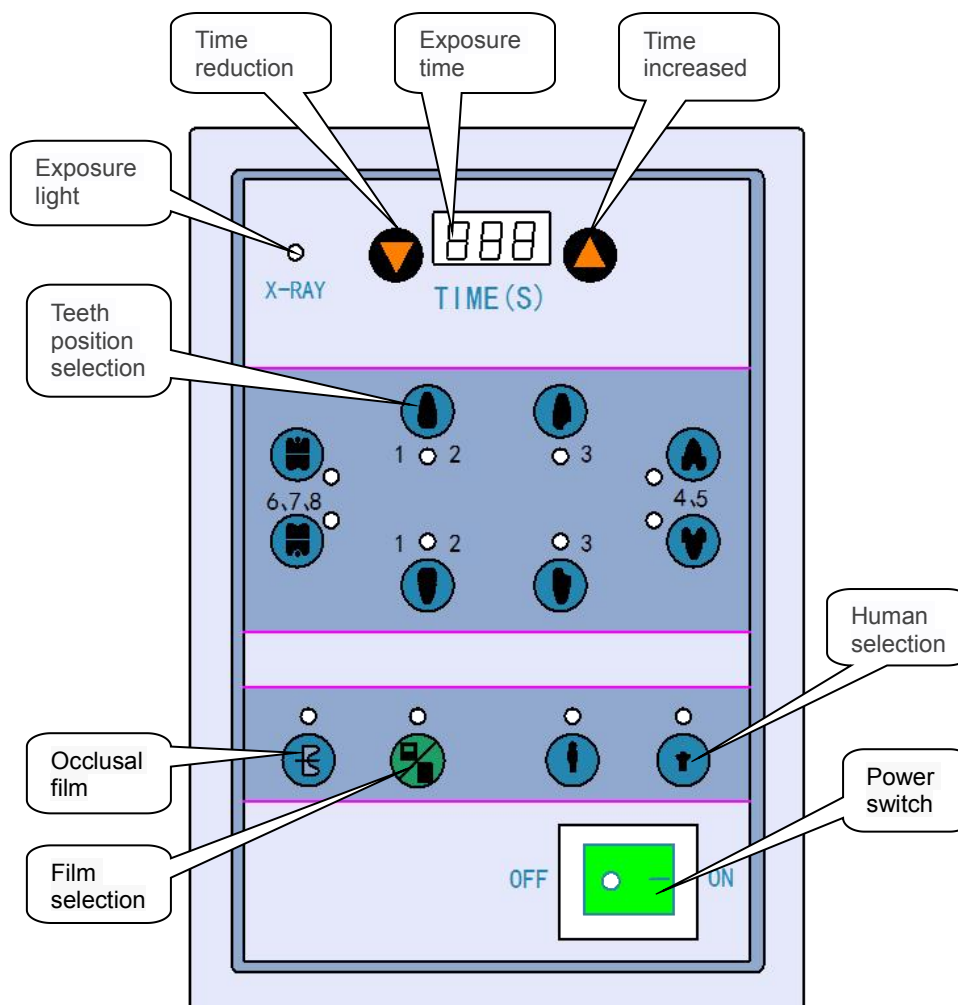 Time
reduction
Exposure
time
Time
increased
Exposure
light
888
X-RAY
TIME(S)
Teeth
position
selection
1 2
3
6、7、8
4、5
1 2
3
Human
selection
Occlusal
film
Power
switch
Film
selection
OFF
ON